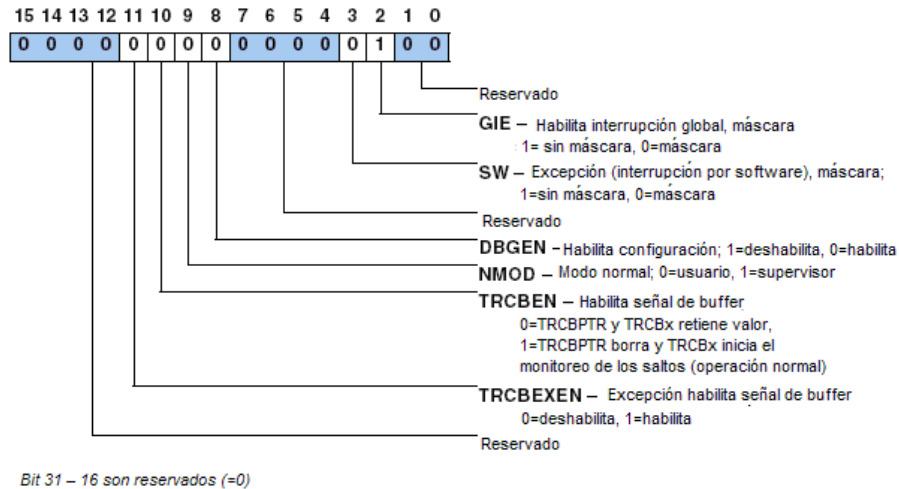 15 14 13 12 11 10 9 8 7 6 5 4 3 2 1 0
0 0 0 0 0 0 0 0 0 0 0 0 0 1 0 0
Reservado
GIE – Habilita interrupción global, máscara
1= sin máscara, 0=máscara
SW – Excepción (interrupción por software), máscara;
1=sin máscara, 0=máscara
Reservado
DBGEN – Habilita configuración; 1=deshabilita, 0=habilita
NMOD – Modo normal; 0=usuario, 1=supervisor
TRCBEN – Habilita señal de buffer
0=TRCBPTR y TRCBx retiene valor,
1=TRCBPTR borra y TRCBx inicia el
monitoreo de los saltos (operación normal)
TRCBEXEN – Excepción habilita señal de buffer
0=deshabilita, 1=habilita
Reservado
Bit 31 – 16 son reservados (=0)